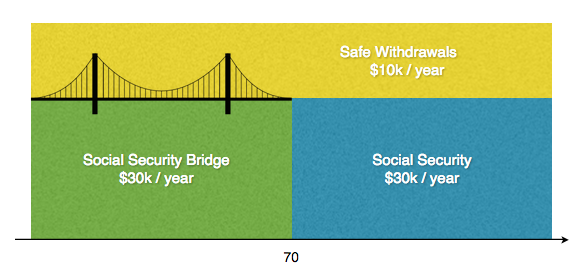 Safe Withdrawals
$10k / year
Social Security Bridge
$30k / year
Social Security
$30k / year
70